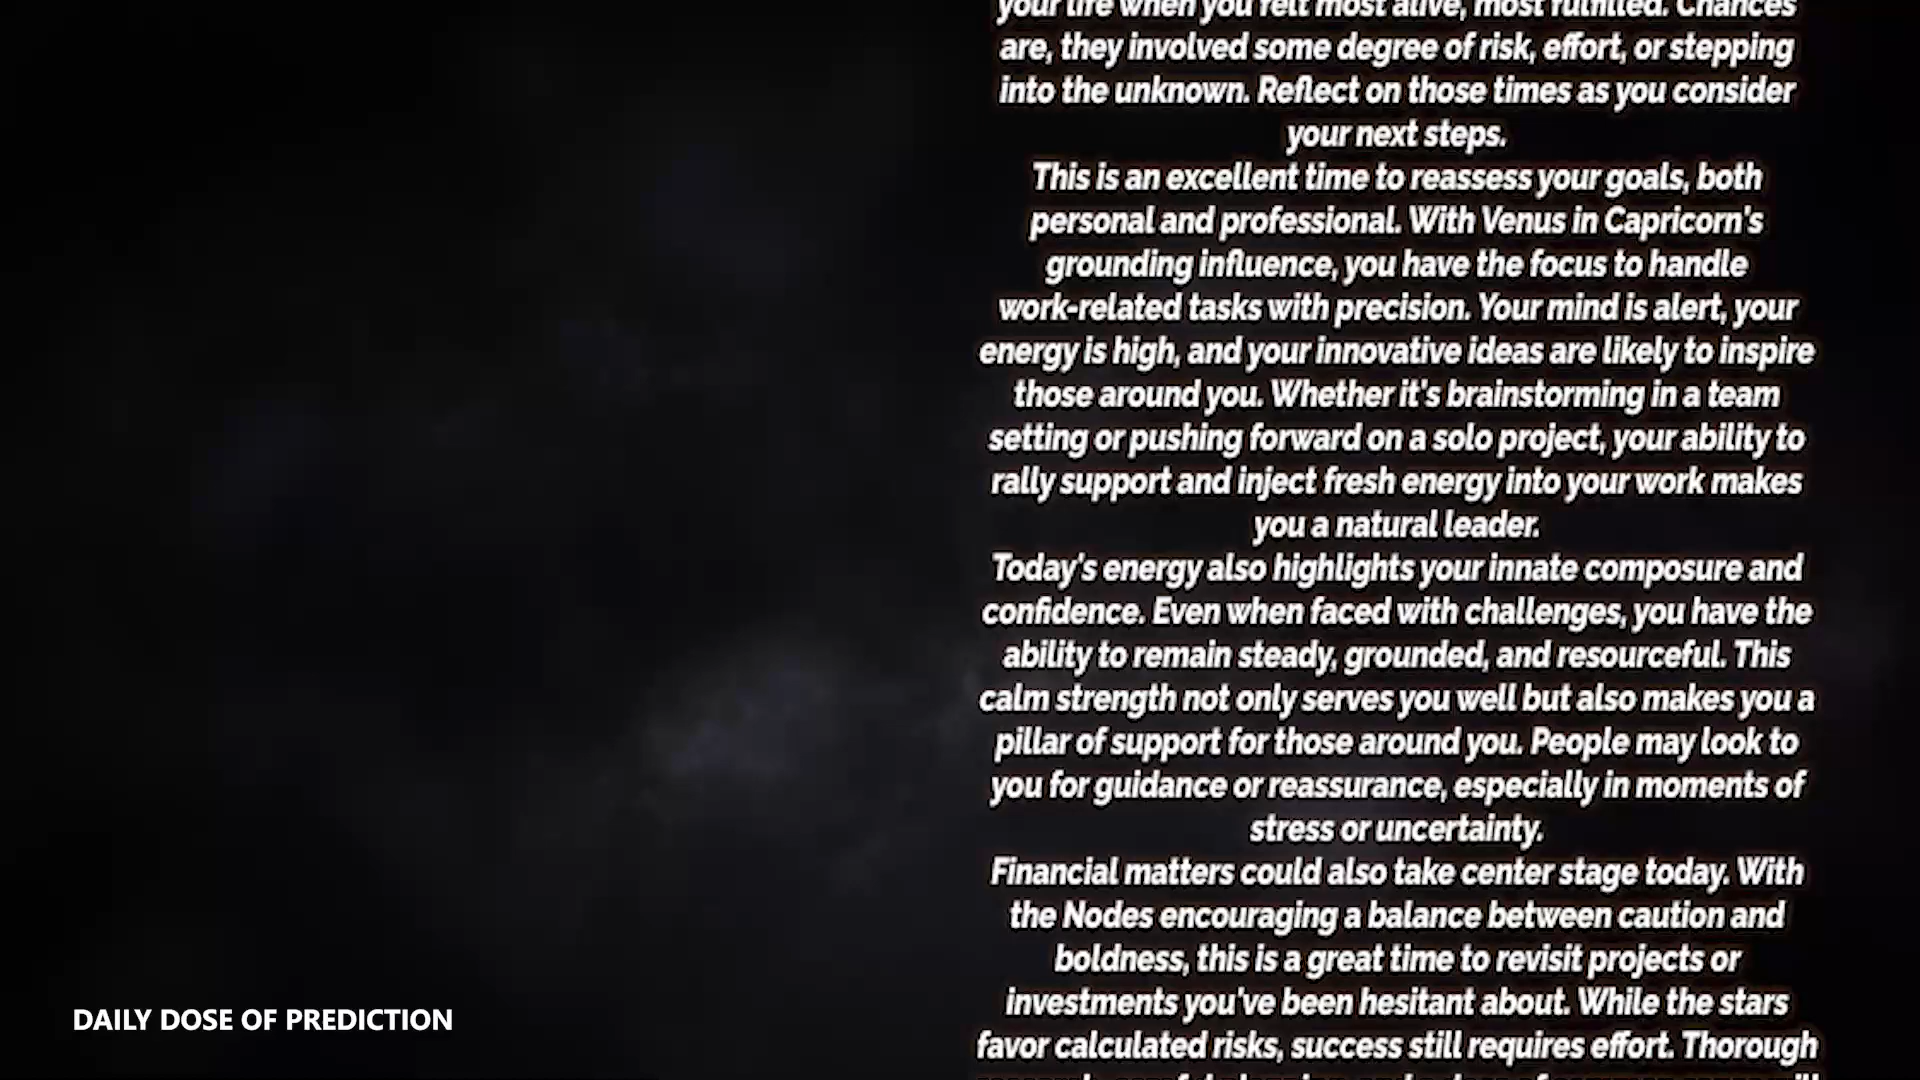 your life when you felt most alive, most fulfilled. Chances
are, they involved some degree of risk, effort, or stepping
into the unknown. Reflect on those times as you consider
your next steps.
This is an excellent time to reassess your goals, both
personal and professional. With Venus in Capricorn's
grounding influence, you have the focus to handle
work-related tasks with precision. Your mind is alert, your
energy is high, and your innovative ideas are likely to inspire
those around you. Whether it's brainstorming in a team
setting or pushing forward on a solo project, your ability to
rally support and inject fresh energy into your work makes
you a natural leader.
Today's energy also highlights your innate composure and
confidence. Even when faced with challenges, you have the
ability to remain steady, grounded, and resourceful. This
calm strength not only serves you well but also makes you a
pillar of support for those around you. People may look to
you for guidance or reassurance, especially in moments of
stress or uncertainty.
Financial matters could also take center stage today. With
the Nodes encouraging a balance between caution and
boldness, this is a great time to revisit projects or
investments you've been hesitant about. While the stars
favor calculated risks, success still requires effort. Thorough
DAILY DOSE OF PREDICTION